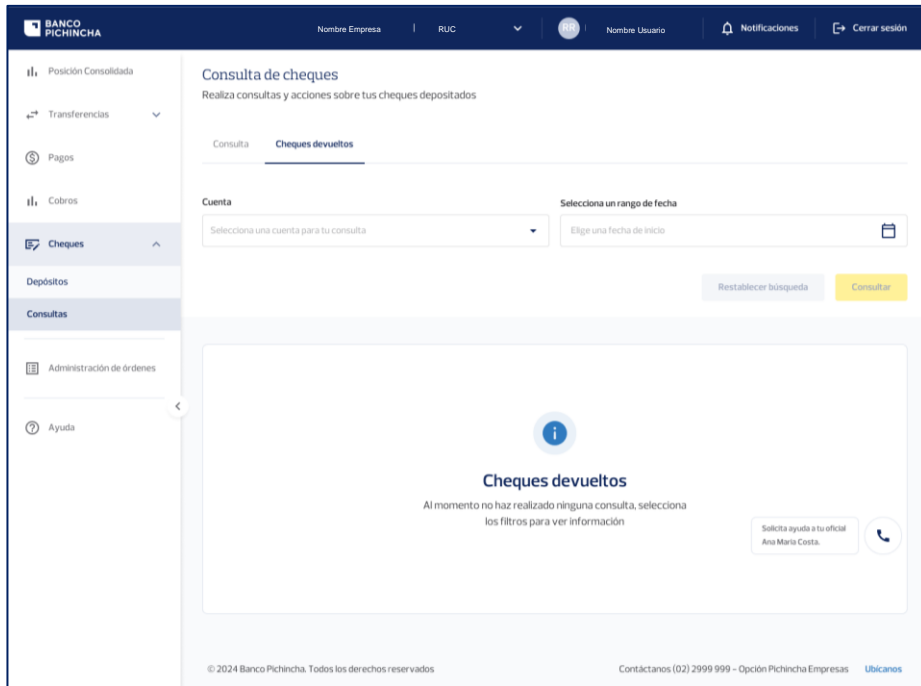 BANCO
PICHINCHA
Nombre Empresa | RUC
RR
Nombre Usuario
Notificaciones
Cerrar sesión
Posición Consolidada
Transferencias
Pagos
Cobros
Cheques
Depósitos
Consultas
Administración de órdenes
Ayuda
Consulta de cheques
Realiza consultas y acciones sobre tus cheques depositados
Consulta
Cheques devueltos
Cuenta
Selecciona una cuenta para tu consulta
Selecciona un rango de fecha
Elige una fecha de inicio
Restablecer búsqueda
Consultar
Cheques devueltos
Al momento no haz realizado ninguna consulta, selecciona
los filtros para ver información
Solicita ayuda a tu oficial
Ana María Costa.
© 2024 Banco Pichincha. Todos los derechos reservados
Contáctanos (02) 2999 999 – Opción Pichincha Empresas
Ubícanos